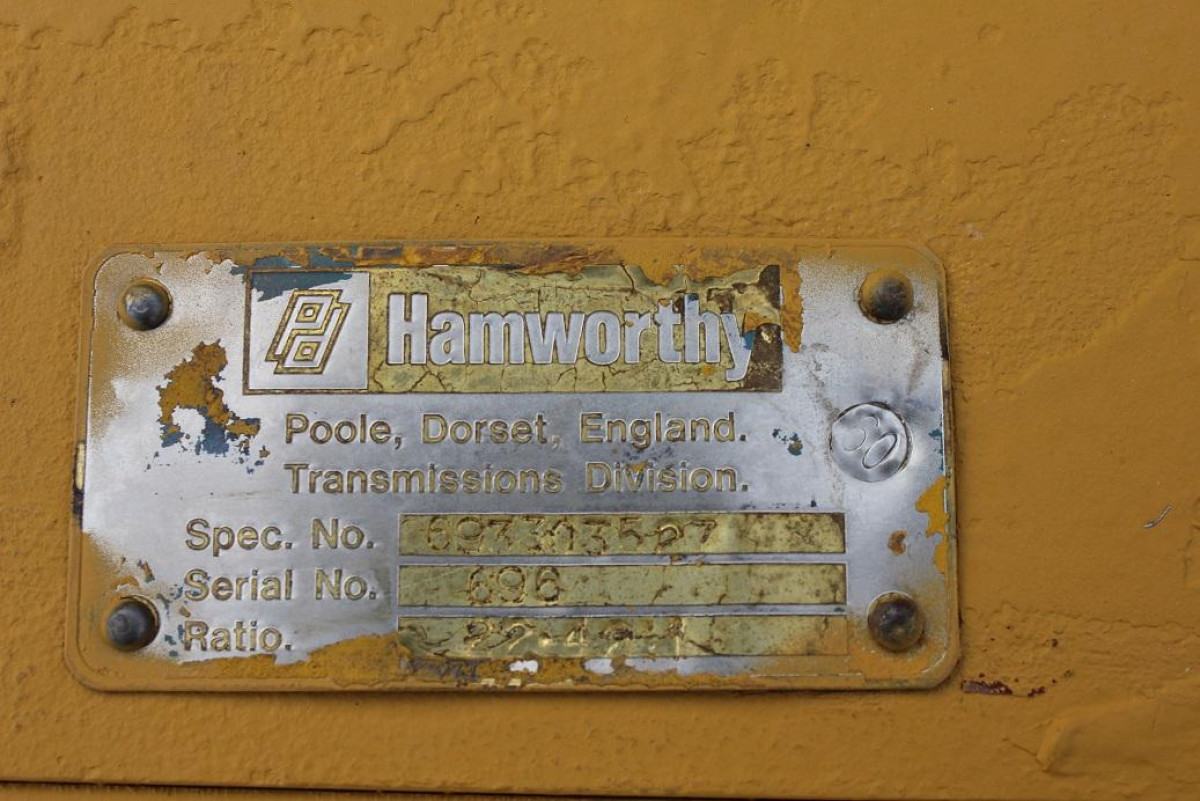 Hamworthy
Poole, Dorset, England.
Transmissions Division.
Spec. No.
Serial No. 696
Ratio.